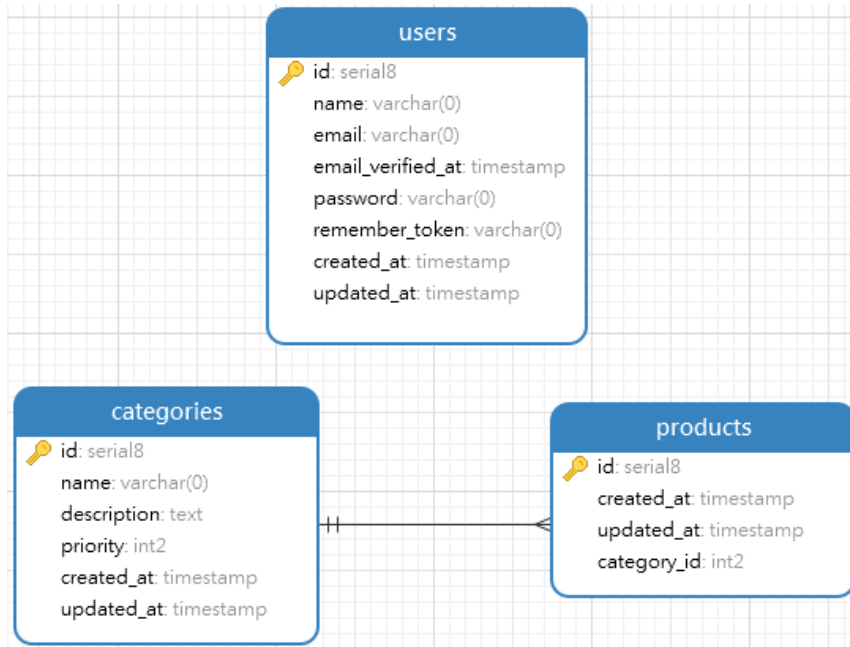 users
id: serial8
name: varchar(0)
email: varchar(0)
email_verified_at: timestamp
password: varchar(0)
remember_token: varchar(0)
created_at: timestamp
updated_at: timestamp
categories
id: serial8
name: varchar(0)
description: text
priority: int2
created_at: timestamp
updated_at: timestamp
products
id: serial8
created_at: timestamp
updated_at: timestamp
category_id: int2